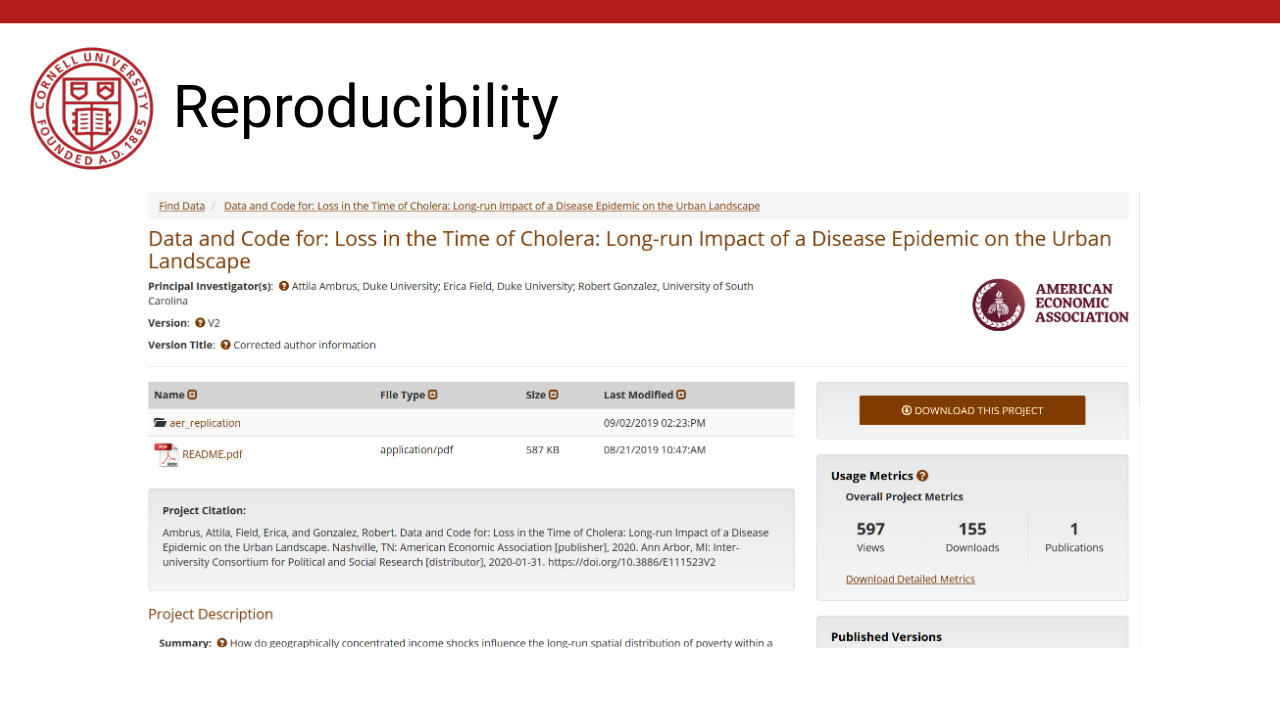 CORNELL UNIVERSITY
FOUNDED A.D. 1865
Reproducibility
Find Data / Data and Code for: Loss in the Time of Cholera: Long-run Impact of a Disease Epidemic on the Urban Landscape
Data and Code for: Loss in the Time of Cholera: Long-run Impact of a Disease Epidemic on the Urban
Landscape
Principal Investigator(s): Attila Ambrus, Duke University; Erica Field, Duke University; Robert Gonzalez, University of South
Carolina
Version: V2
Version Title: Corrected author information
AMERICAN
ECONOMIC
ASSOCIATION
Name File Type Size Last Modified
aer_replication 09/02/2019 02:23:PM
README.pdf application/pdf 587 KB 08/21/2019 10:47:AM
Project Citation:
Ambrus, Attila, Field, Erica, and Gonzalez, Robert. Data and Code for: Loss in the Time of Cholera: Long-run Impact of a Disease
Epidemic on the Urban Landscape. Nashville, TN: American Economic Association [publisher], 2020. Ann Arbor, MI: Inter-
university Consortium for Political and Social Research [distributor], 2020-01-31. https://doi.org/10.3886/E111523V2
Project Description
Summary: How do geographically concentrated income shocks influence the long-run spatial distribution of poverty within a
DOWNLOAD THIS PROJECT
Usage Metrics
Overall Project Metrics
597 155 1
Views Downloads Publications
Download Detailed Metrics
Published Versions